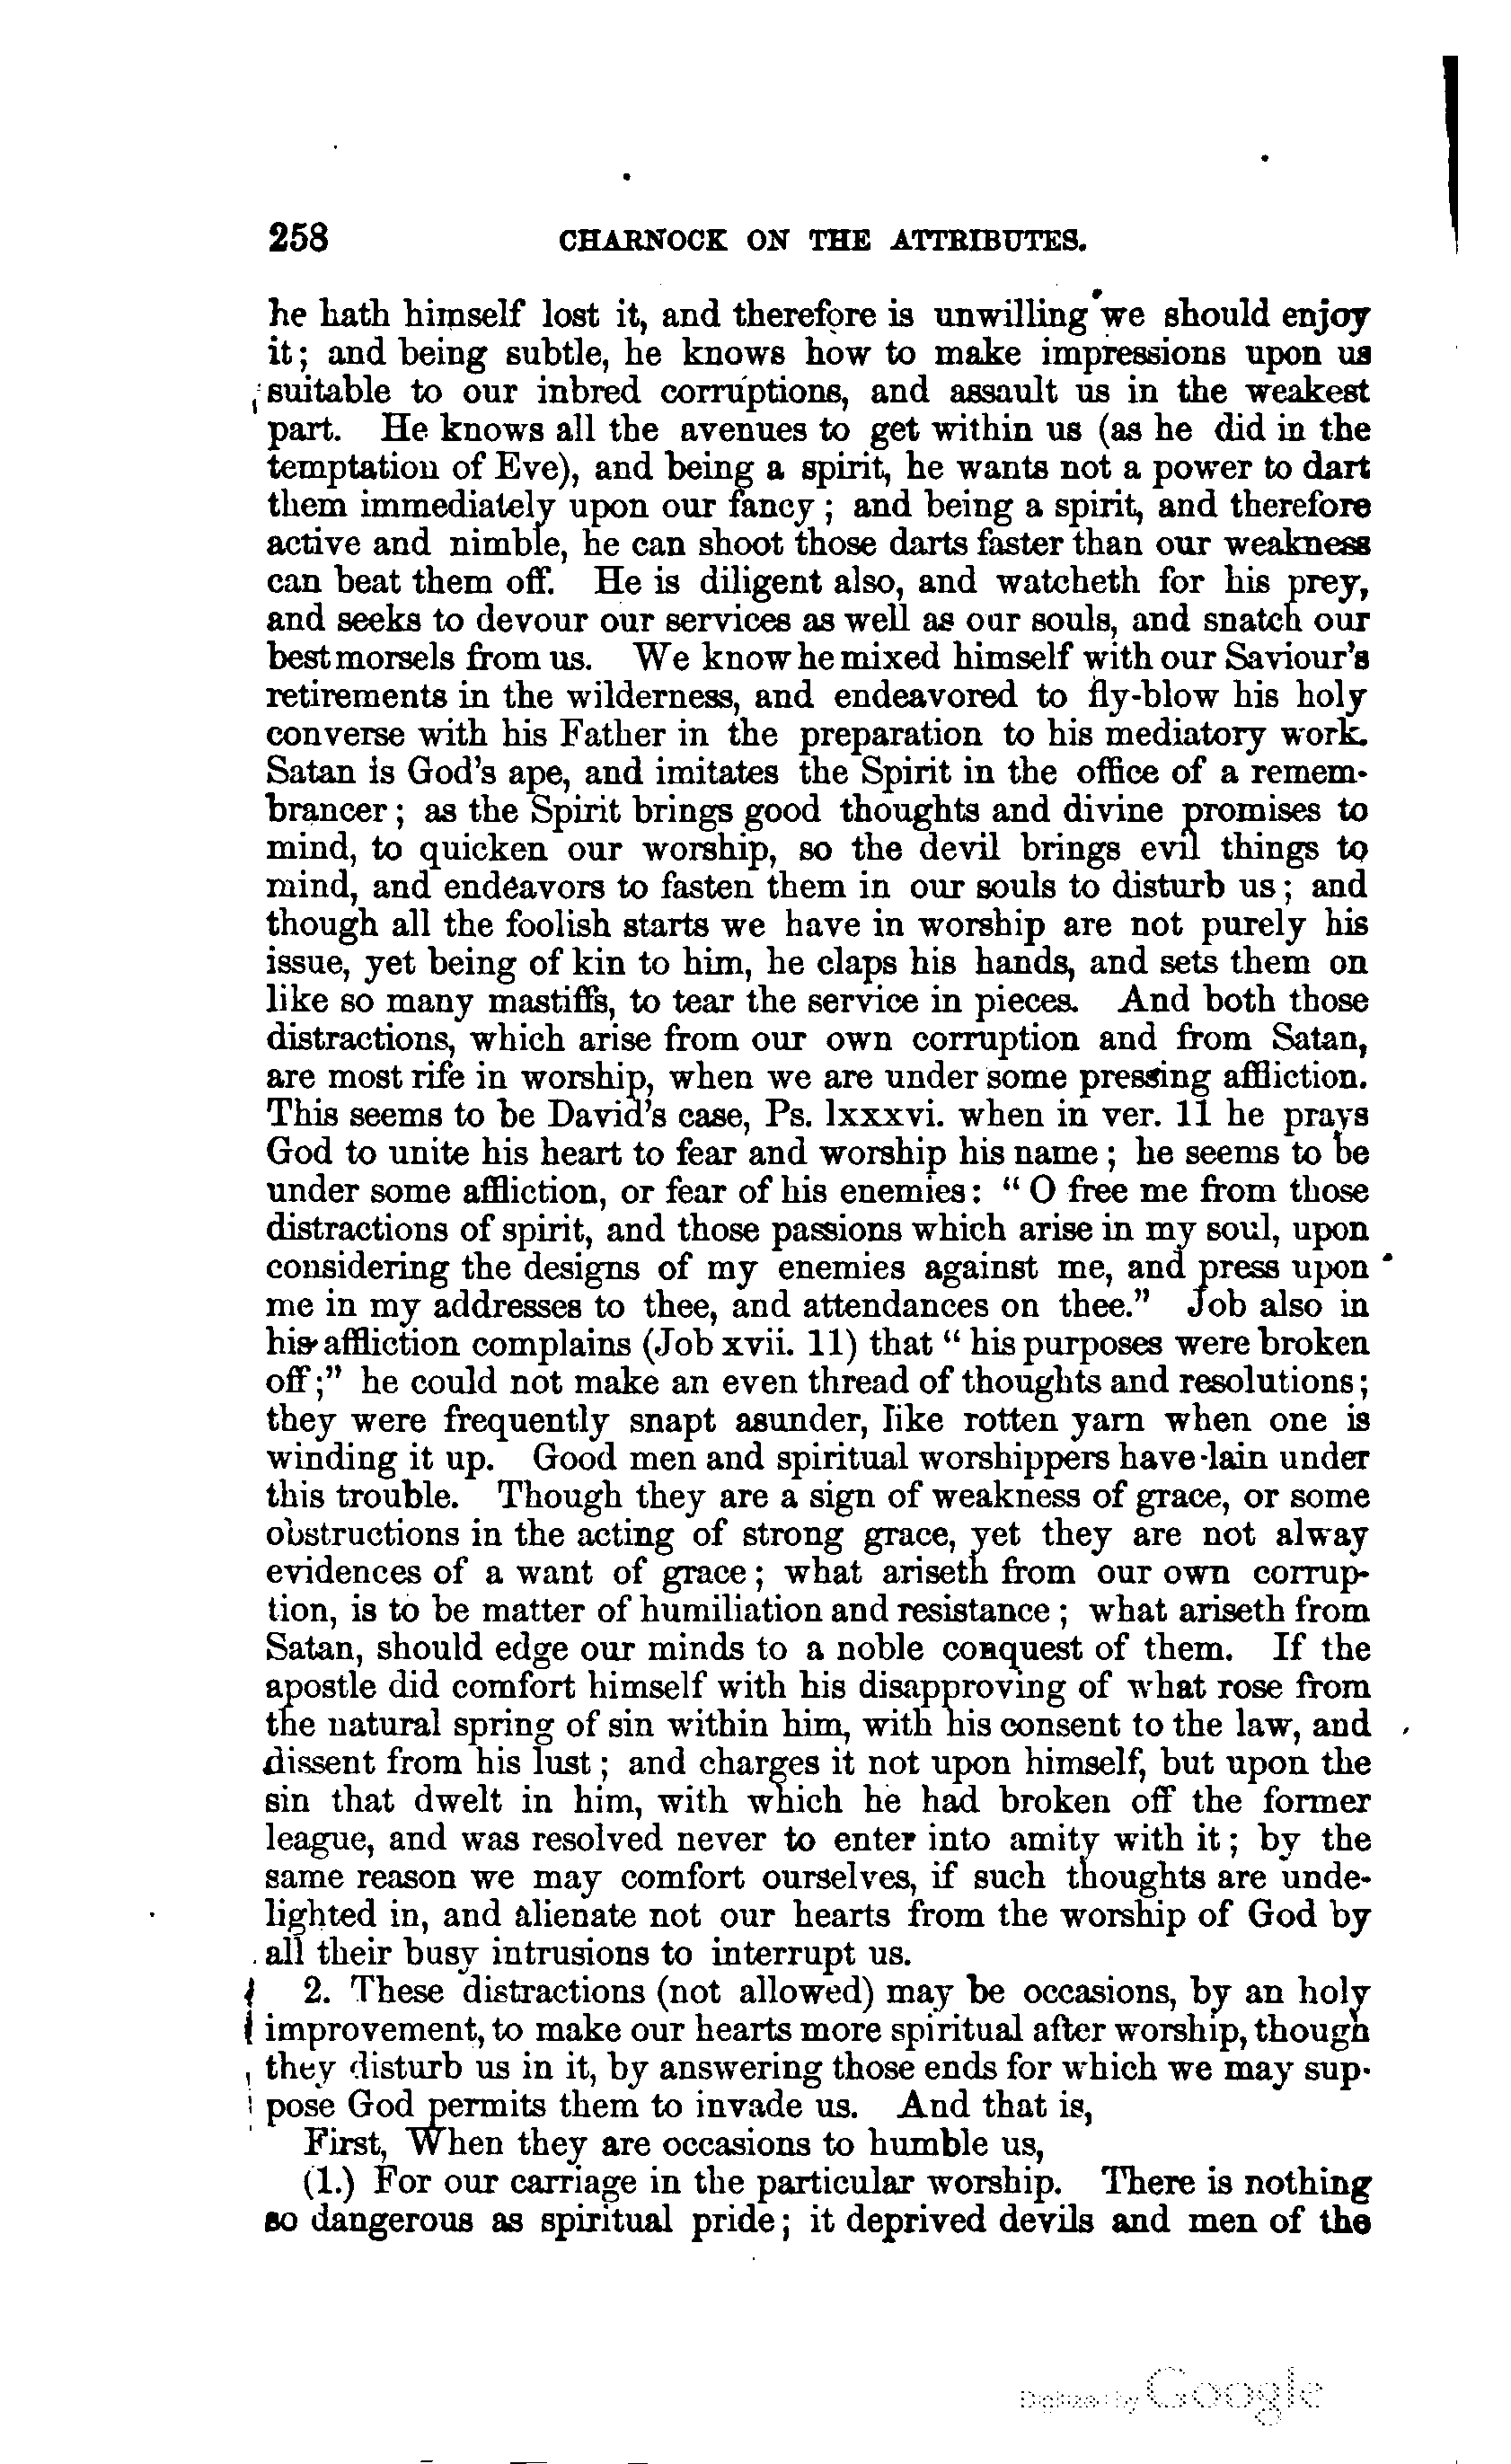 258 CHARNOCK ON THE ATTRIBUTES.
he hath himself lost it, and therefore is unwilling we should enjoy
it; and being subtle, he knows how to make impressions upon us
suitable to our inbred corruptions, and assault us in the weakest
part. He knows all the avenues to get within us (as he did in the
temptation of Eve), and being a spirit, he wants not a power to dart
them immediately upon our fancy; and being a spirit, and therefore
active and nimble, he can shoot those darts faster than our weakness
can beat them off. He is diligent also, and watcheth for his prey,
and seeks to devour our services as well as our souls, and snatch our
best morsels from us. We know he mixed himself with our Saviour's
retirements in the wilderness, and endeavored to fly-blow his holy
converse with his Father in the preparation to his mediatory work.
Satan is God's ape, and imitates the Spirit in the office of a remem-
brancer; as the Spirit brings good thoughts and divine promises to
mind, to quicken our worship, so the devil brings evil things to
mind, and endeavors to fasten them in our souls to disturb us; and
though all the foolish starts we have in worship are not purely his
issue, yet being of kin to him, he claps his hands, and sets them on
like so many mastiffs, to tear the service in pieces. And both those
distractions, which arise from our own corruption and from Satan,
are most rife in worship, when we are under some pressing affliction.
This seems to be David's case, Ps. lxxxvi. when in ver. 11 he prays
God to unite his heart to fear and worship his name; he seems to be
under some affliction, or fear of his enemies: "O free me from those
distractions of spirit, and those passions which arise in my soul, upon
considering the designs of my enemies against me, and press upon
me in my addresses to thee, and attendances on thee." Job also in
his affliction complains (Job xvii. 11) that "his purposes were broken
off;" he could not make an even thread of thoughts and resolutions;
they were frequently snapt asunder, like rotten yarn when one is
winding it up. Good men and spiritual worshippers have lain under
this trouble. Though they are a sign of weakness of grace, or some
obstructions in the acting of strong grace, yet they are not alway
evidences of a want of grace; what ariseth from our own corrup-
tion, is to be matter of humiliation and resistance; what ariseth from
Satan, should edge our minds to a noble conquest of them. If the
apostle did comfort himself with his disapproving of what rose from
the natural spring of sin within him, with his consent to the law, and
dissent from his lust; and charges it not upon himself, but upon the
sin that dwelt in him, with which he had broken off the former
league, and was resolved never to enter into amity with it; by the
same reason we may comfort ourselves, if such thoughts are unde-
lighted in, and alienate not our hearts from the worship of God by
all their busy intrusions to interrupt us.
2. These distractions (not allowed) may be occasions, by an holy
improvement, to make our hearts more spiritual after worship, though
they disturb us in it, by answering those ends for which we may sup-
pose God permits them to invade us. And that is,
First, When they are occasions to humble us,
(1.) For our carriage in the particular worship. There is nothing
so dangerous as spiritual pride; it deprived devils and men of the
Digitized by Google